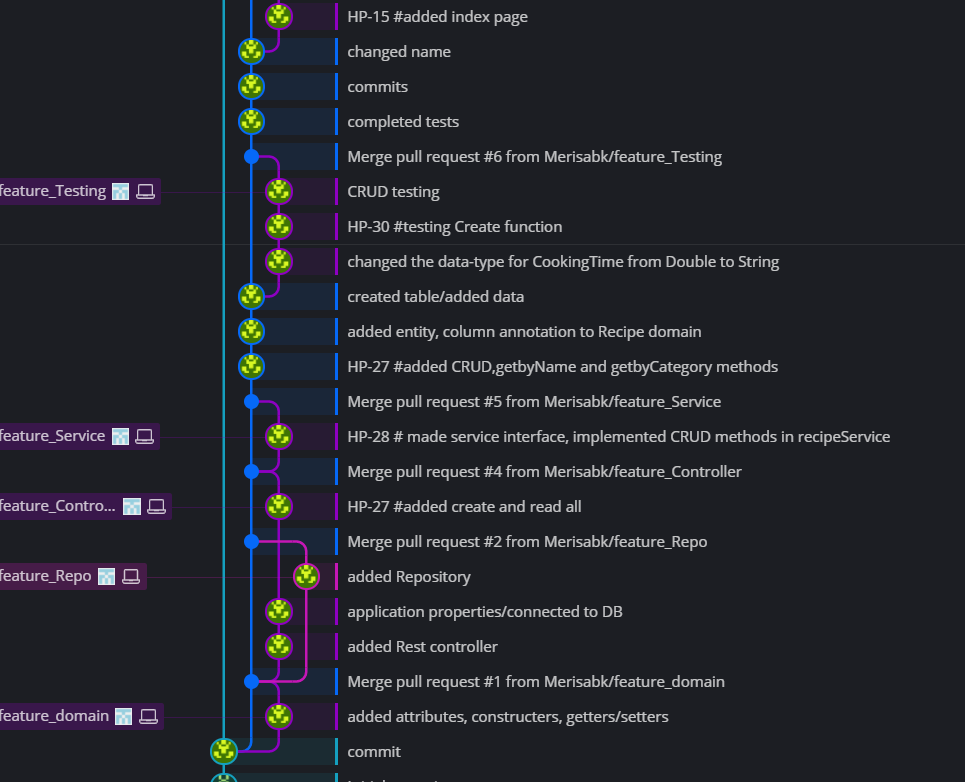 HP-15 #added index page
changed name
commits
completed tests
Merge pull request #6 from Merisabk/feature_Testing
feature_Testing CRUD testing
HP-30 #testing Create function
changed the data-type for CookingTime from Double to String
created table/added data
added entity, column annotation to Recipe domain
HP-27 #added CRUD,getbyName and getbyCategory methods
Merge pull request #5 from Merisabk/feature_Service
feature_Service HP-28 # made service interface, implemented CRUD methods in recipeService
Merge pull request #4 from Merisabk/feature_Controller
feature_Contro... HP-27 #added create and read all
Merge pull request #2 from Merisabk/feature_Repo
feature_Repo added Repository
application properties/connected to DB
added Rest controller
Merge pull request #1 from Merisabk/feature_domain
feature_domain added attributes, constructers, getters/setters
commit